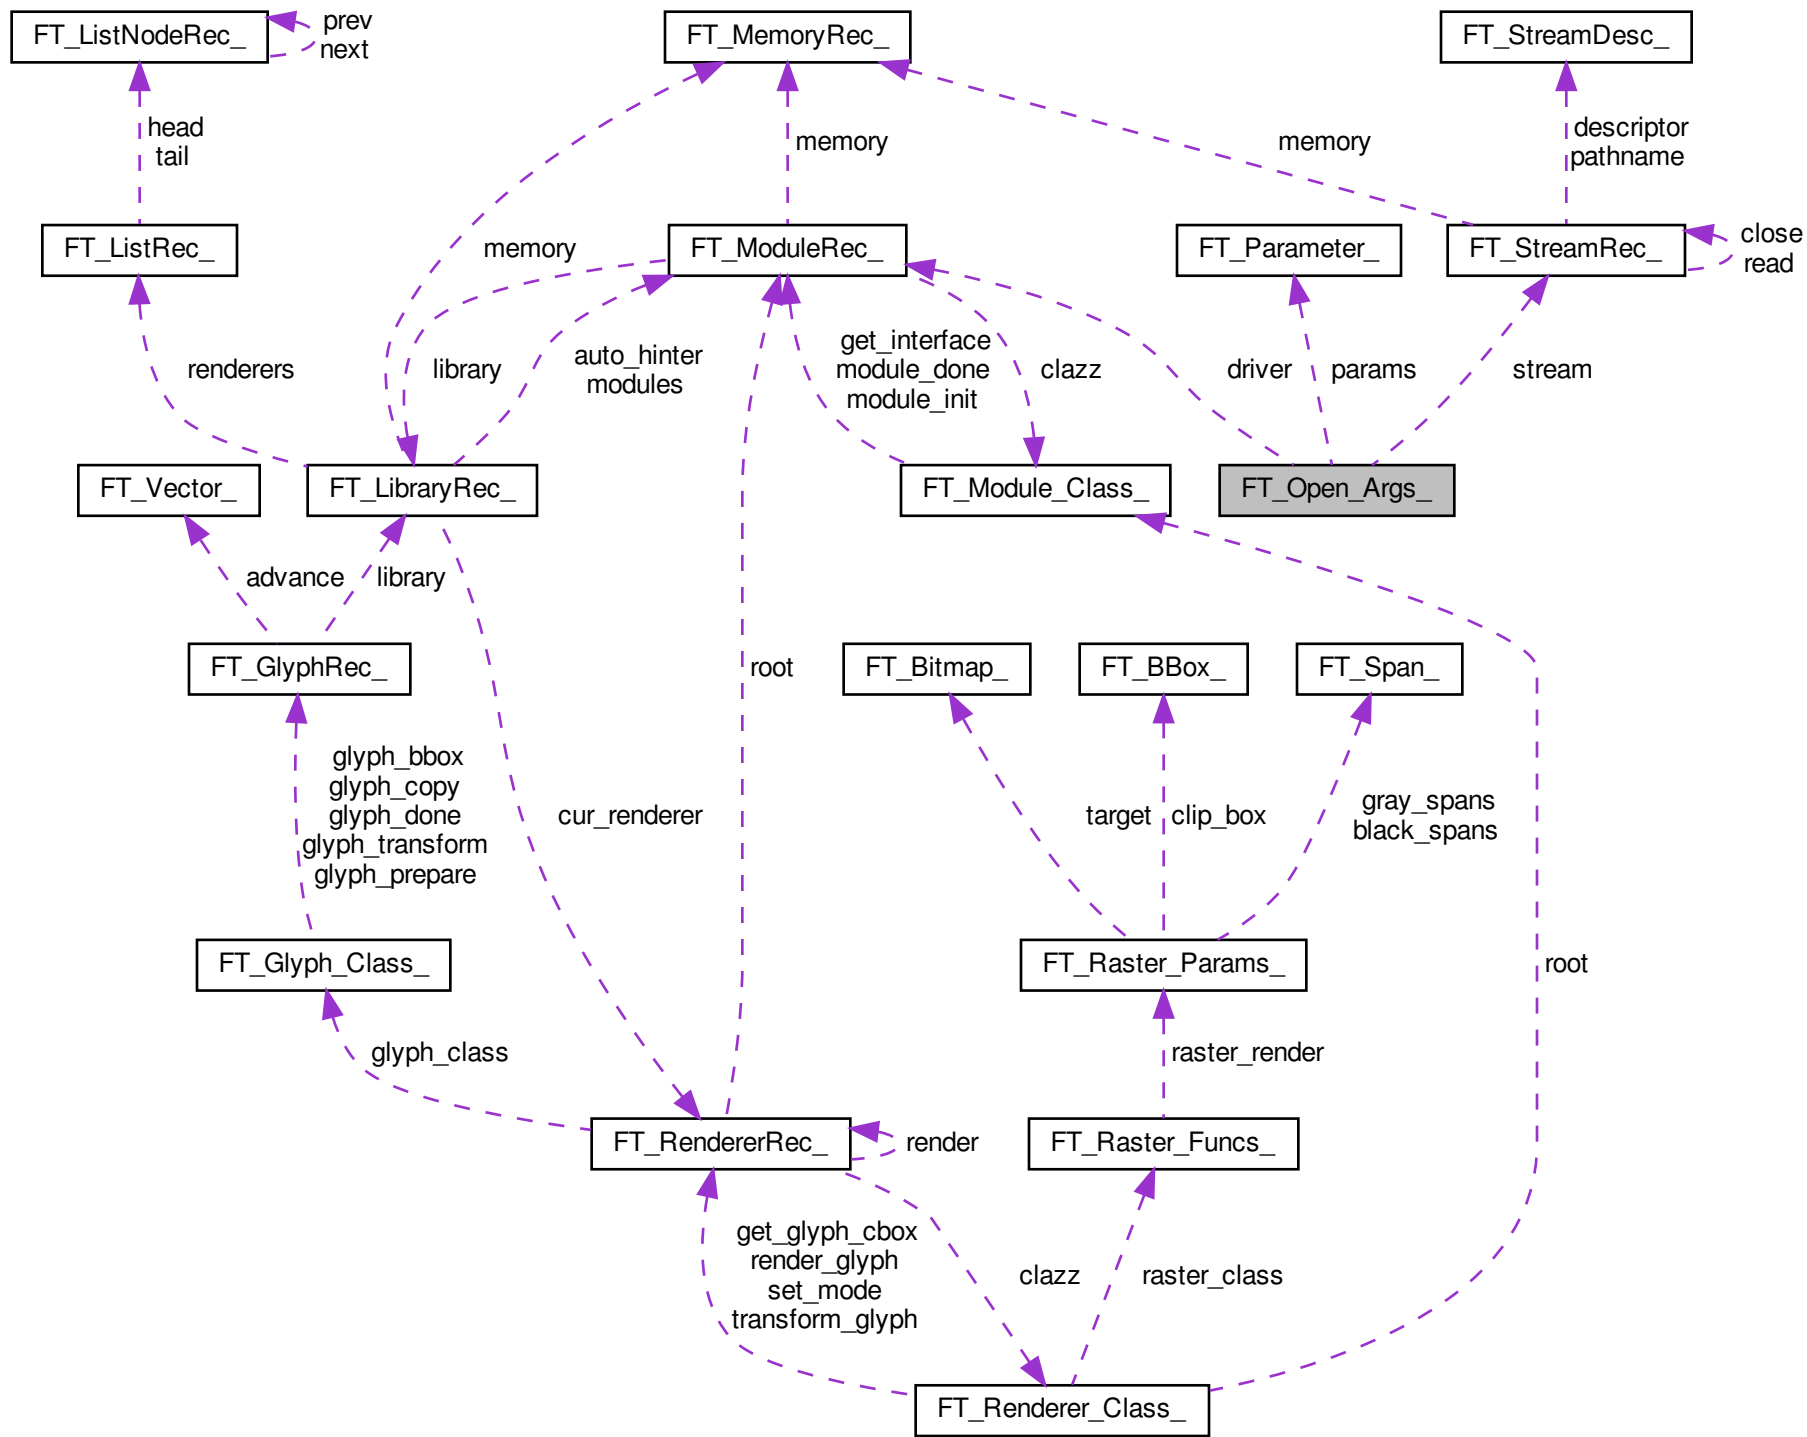 FT_ListNodeRec_
prev
next
FT_MemoryRec_
FT_StreamDesc_
head
tail
memory
memory
descriptor
pathname
FT_ListRec_
memory
FT_ModuleRec_
FT_Parameter_
FT_StreamRec_
close
read
renderers
library
auto_hinter
modules
get_interface
module_done
module_init
clazz
driver
params
stream
FT_Vector_
FT_LibraryRec_
FT_Module_Class_
FT_Open_Args_
advance
library
FT_GlyphRec_
root
FT_Bitmap_
FT_BBox_
FT_Span_
glyph_bbox
glyph_copy
glyph_done
glyph_transform
glyph_prepare
cur_renderer
target
clip_box
gray_spans
black_spans
FT_Glyph_Class_
FT_Raster_Params_
root
glyph_class
raster_render
FT_RendererRec_
render
FT_Raster_Funcs_
get_glyph_cbox
render_glyph
set_mode
transform_glyph
clazz
raster_class
FT_Renderer_Class_